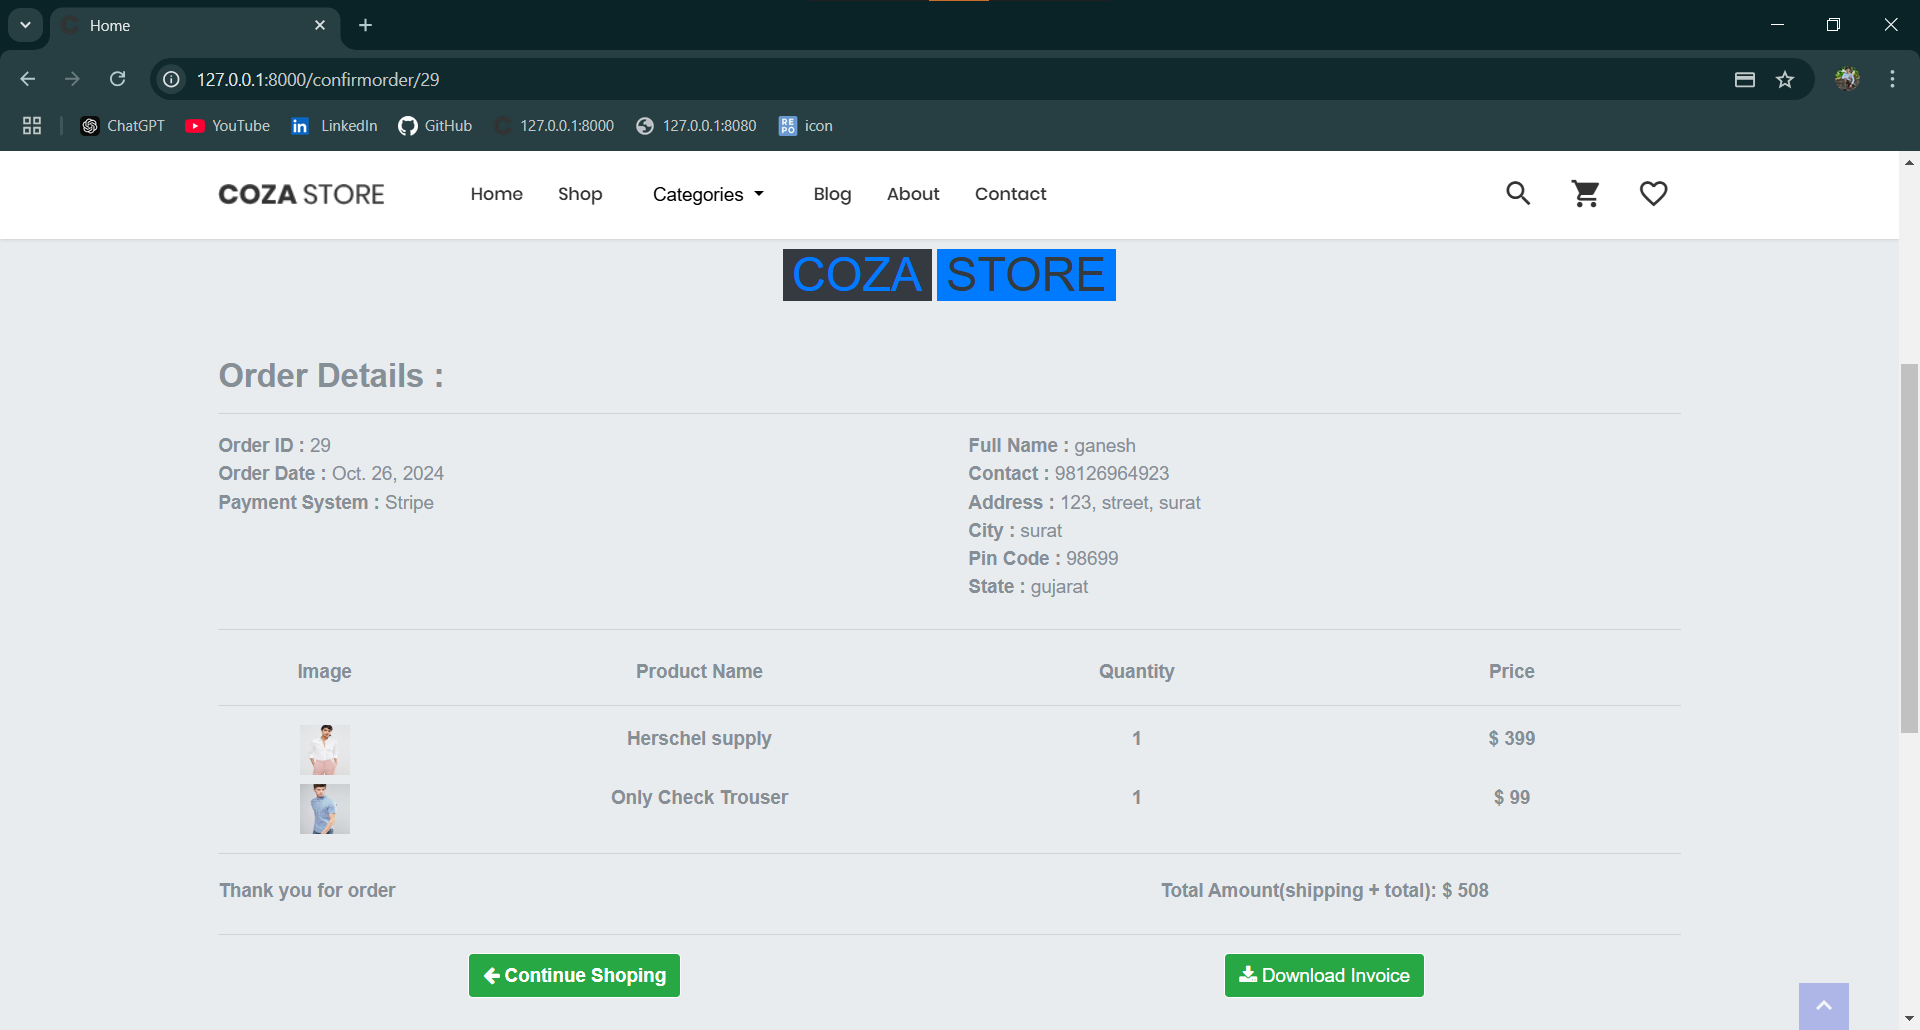 Home
127.0.0.1:8000/confirmorder/29
ChatGPT YouTube LinkedIn GitHub 127.0.0.1:8000 127.0.0.1:8080 icon
COZA STORE Home Shop Categories Blog About Contact
COZA STORE
Order Details :
Order ID : 29
Order Date : Oct. 26, 2024
Payment System : Stripe
Full Name : ganesh
Contact : 98126964923
Address : 123, street, surat
City : surat
Pin Code : 98699
State : gujarat
Image Product Name Quantity Price
Herschel supply 1 $ 399
Only Check Trouser 1 $ 99
Thank you for order Total Amount(shipping + total): $ 508
Continue Shoping Download Invoice